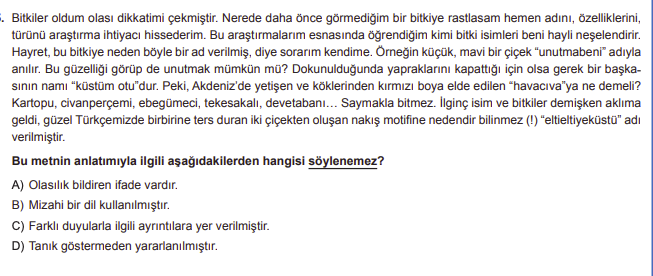 . Bitkiler oldum olası dikkatimi çekmiştir. Nerede daha önce görmediğim bir bitkiye rastlasam hemen adını, özelliklerini,
türünü araştırma ihtiyacı hissederim. Bu araştırmalarım esnasında öğrendiğim kimi bitki isimleri beni hayli neşelendirir.
Hayret, bu bitkiye neden böyle bir ad verilmiş, diye sorarım kendime. Örneğin küçük, mavi bir çiçek “unutmabeni” adıyla
anılır. Bu güzelliği görüp de unutmak mümkün mü? Dokunulduğunda yapraklarını kapattığı için olsa gerek bir başka-
sının namı “küstüm otu”dur. Peki, Akdeniz’de yetişen ve köklerinden kırmızı boya elde edilen “havacıva”ya ne demeli?
Kartopu, civanperçemi, ebegümeci, tekesakalı, devetabanı... Saymakla bitmez. İlginç isim ve bitkiler demişken aklıma
geldi, güzel Türkçemizde birbirine ters duran iki çiçekten oluşan nakış motifine nedendir bilinmez (!) “eltieltiyeküstü” adı
verilmiştir.
Bu metnin anlatımıyla ilgili aşağıdakilerden hangisi söylenemez?
A) Olasılık bildiren ifade vardır.
B) Mizahi bir dil kullanılmıştır.
C) Farklı duyularla ilgili ayrıntılara yer verilmiştir.
D) Tanık göstermeden yararlanılmıştır.